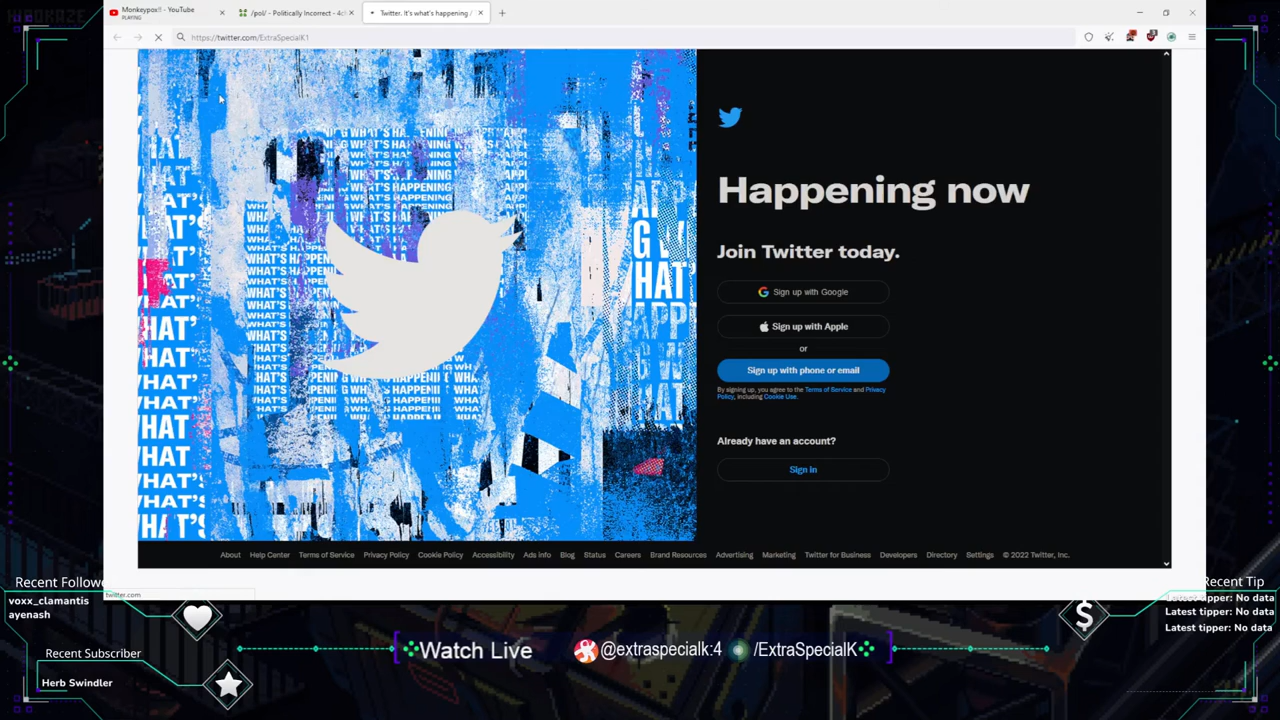 Monkeypox!! - YouTube
PLAYING
/pol/ - Politically Incorrect - 4ch
Twitter. It's what's happening /
https://twitter.com/ExtraSpecialK1
Happening now
Join Twitter today.
Sign up with Google
Sign up with Apple
or
Sign up with phone or email
By signing up, you agree to the Terms of Service and Privacy
Policy, including Cookie Use.
Already have an account?
Sign in
About Help Center Terms of Service Privacy Policy Cookie Policy Accessibility Ads info Blog Status Careers Brand Resources Advertising Marketing Twitter for Business Developers Directory Settings © 2022 Twitter, Inc.
twitter.com
Recent Followe
voxx_clamantis
ayenash
Recent Subscriber
Herb Swindler
Watch Live @extraspecialk:4 /ExtraSpecialK
Recent Tip
Latest tipper: No data
Latest tipper: No data
Latest tipper: No data